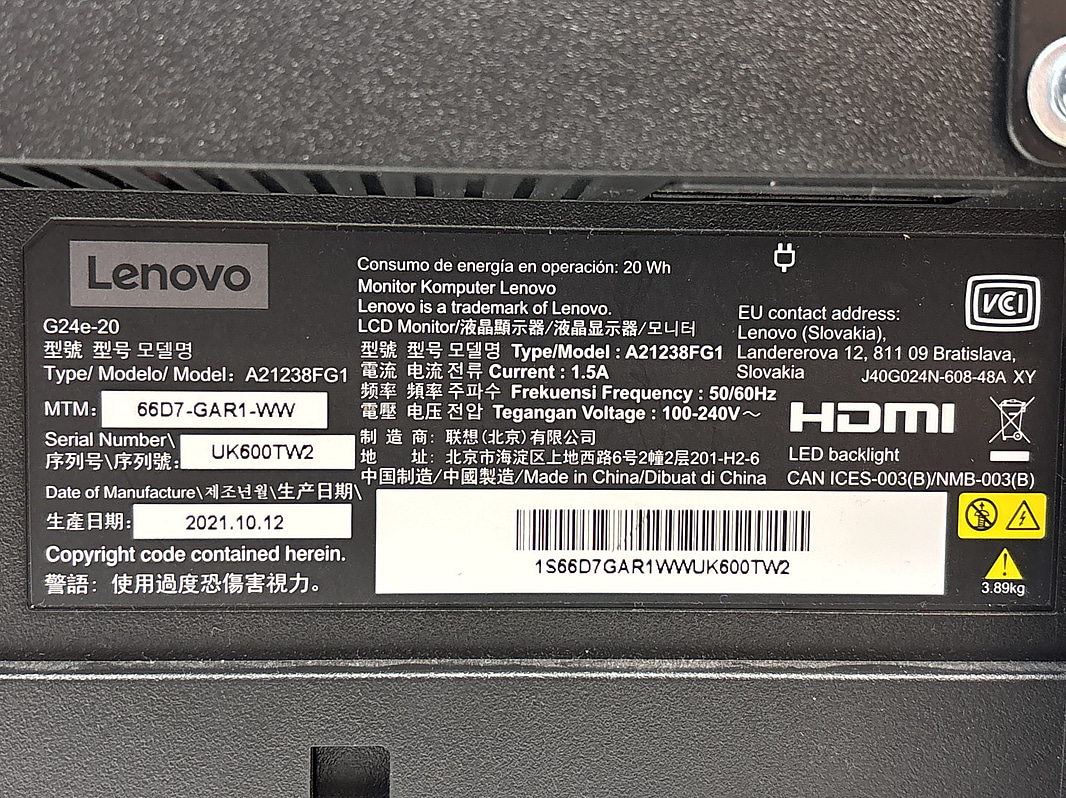 Lenovo
G24e-20
型號 型号 모델명
Type/ Modelo/ Model: A21238FG1
MTM: 66D7-GAR1-WW
Serial Number\
序列号\序列號: UK600TW2
Date of Manufacture\제조년월\生产日期\
生產日期: 2021.10.12
Copyright code contained herein.
警語: 使用過度恐傷害視力。
Consumo de energía en operación: 20 Wh
Monitor Komputer Lenovo
Lenovo is a trademark of Lenovo.
LCD Monitor/液晶顯示器/液晶显示器/모니터
型號 型号 모델명 Type/Model : A21238FG1
電流 电流 전류 Current : 1.5A
频率 頻率 주파수 Frekuensi Frequency : 50/60Hz
電壓 电压 전압 Tegangan Voltage : 100-240V～
制 造 商: 联想(北京)有限公司
地 址: 北京市海淀区上地西路6号2幢2层201-H2-6
中国制造/中國製造/Made in China/Dibuat di China
1S66D7GAR1WWUK600TW2
EU contact address:
Lenovo (Slovakia),
Landererova 12, 811 09 Bratislava,
Slovakia
J40G024N-608-48A XY
VCCI
HDMI
LED backlight
CAN ICES-003(B)/NMB-003(B)
3.89kg